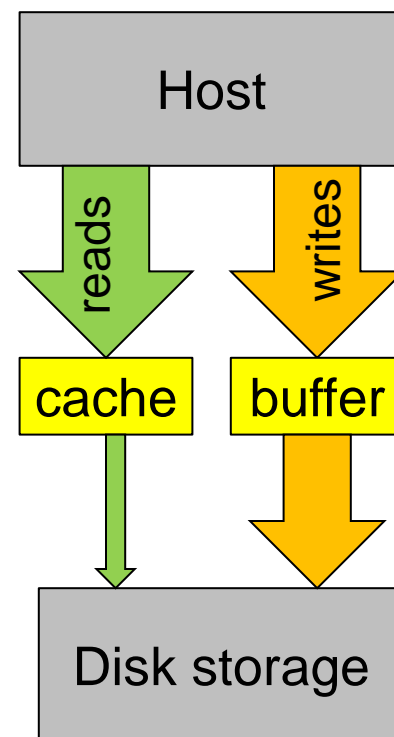 Host
reads
writes
cache
buffer
Disk storage